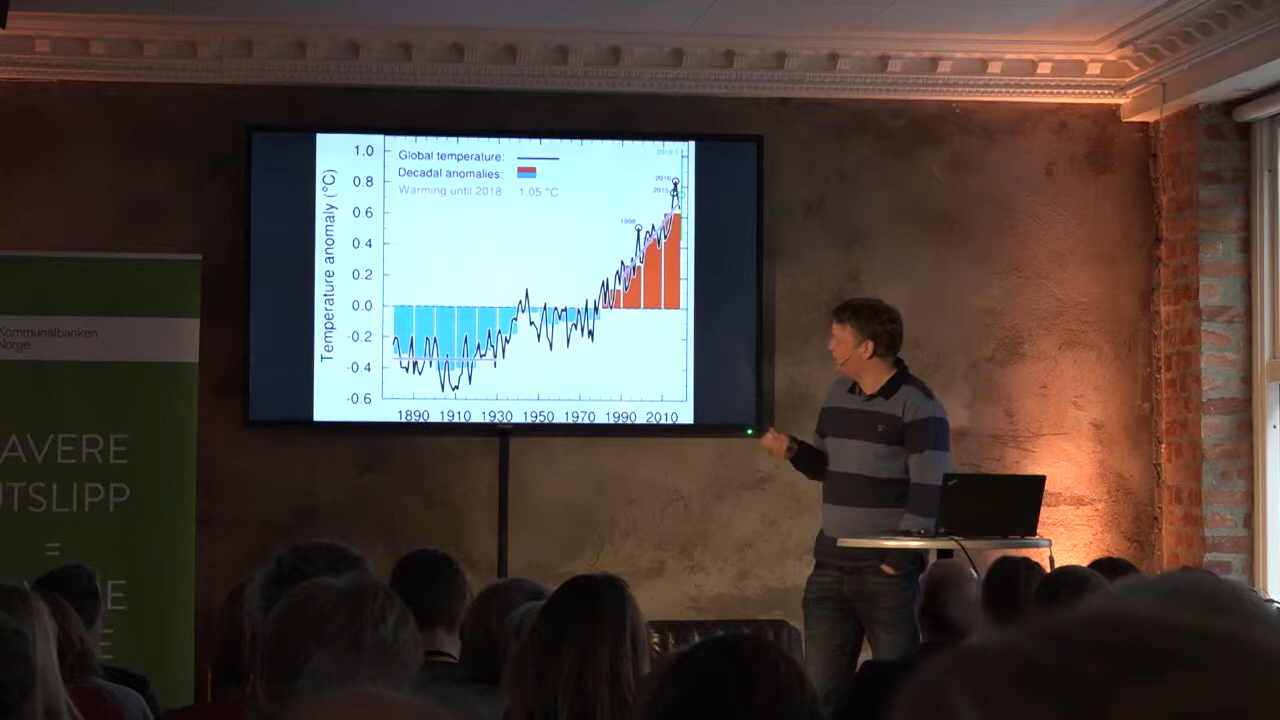 Global temperature:
Decadal anomalies:
Warming until 2018 1.05 °C
Temperature anomaly (°C)
1.0
0.8
0.6
0.4
0.2
0.0
-0.2
-0.4
-0.6
1890 1910 1930 1950 1970 1990 2010
1998
2016
2015
Kommunalbanken
Norge
AVERE
UTSLIPP
=